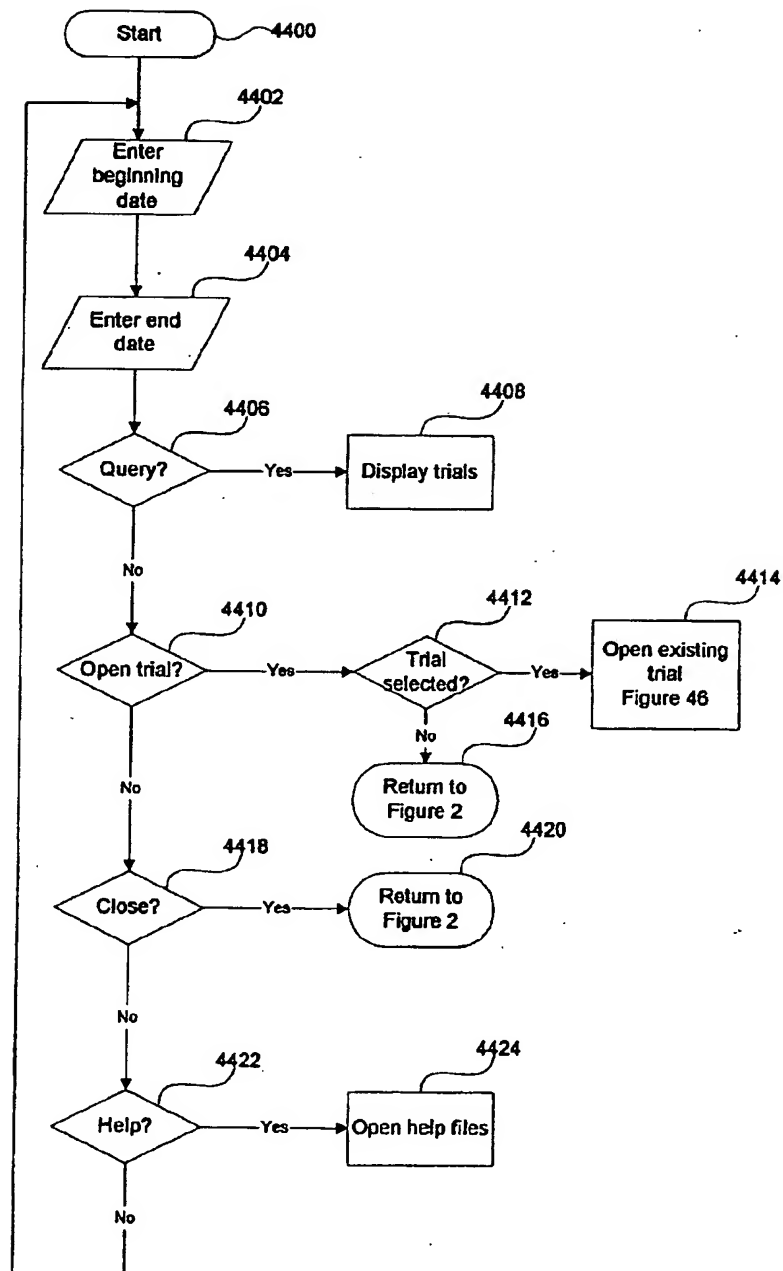 Start
4400
4402
Enter
beginning
date
4404
Enter end
date
4406
4408
Query?
Yes
Display trials
No
4410
4412
4414
Open trial?
Yes
Trial
selected?
Yes
Open existing
trial
Figure 46
No
4416
No
Return to
Figure 2
4418
4420
Close?
Yes
Return to
Figure 2
No
4422
4424
Help?
Yes
Open help files
No